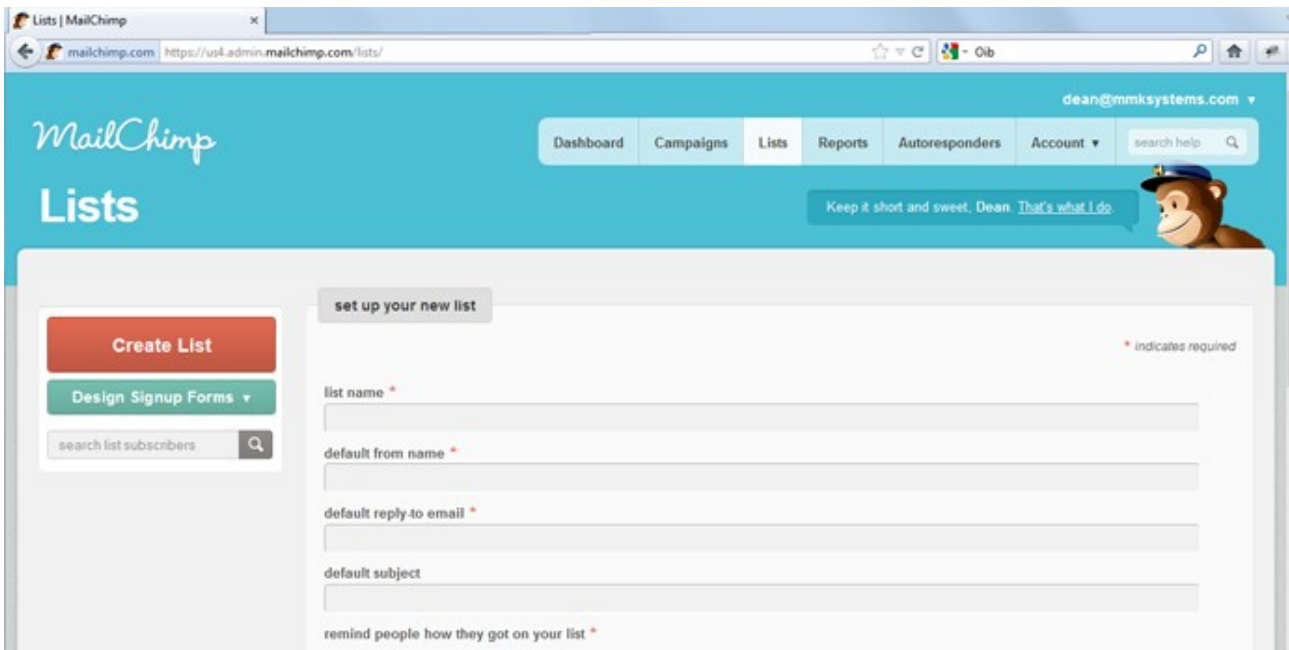 Lists | MailChimp
mailchimp.com https://us4.admin.mailchimp.com/lists/ Oib
dean@mmksystems.com
MailChimp
Dashboard Campaigns Lists Reports Autoresponders Account search help
Lists
Keep it short and sweet, Dean. That's what I do.
set up your new list
Create List
* indicates required
Design Signup Forms
list name *
search list subscribers
default from name *
default reply-to email *
default subject
remind people how they got on your list *